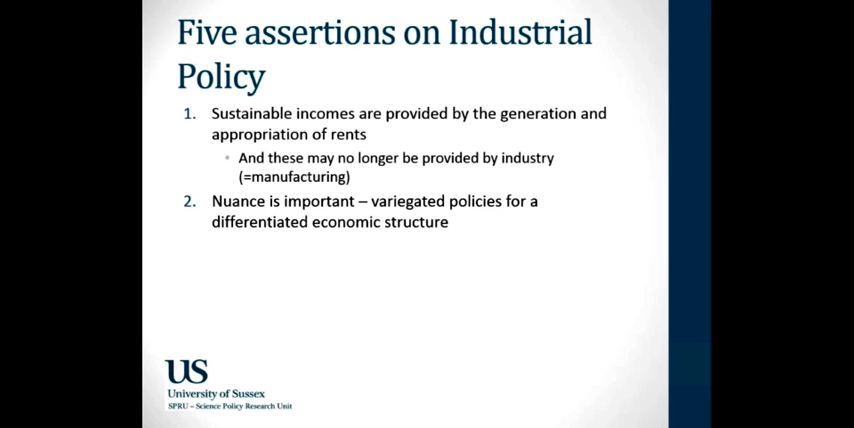 Five assertions on Industrial
Policy
1. Sustainable incomes are provided by the generation and
appropriation of rents
• And these may no longer be provided by industry
(=manufacturing)
2. Nuance is important – variegated policies for a
differentiated economic structure
US
University of Sussex
SPRU – Science Policy Research Unit